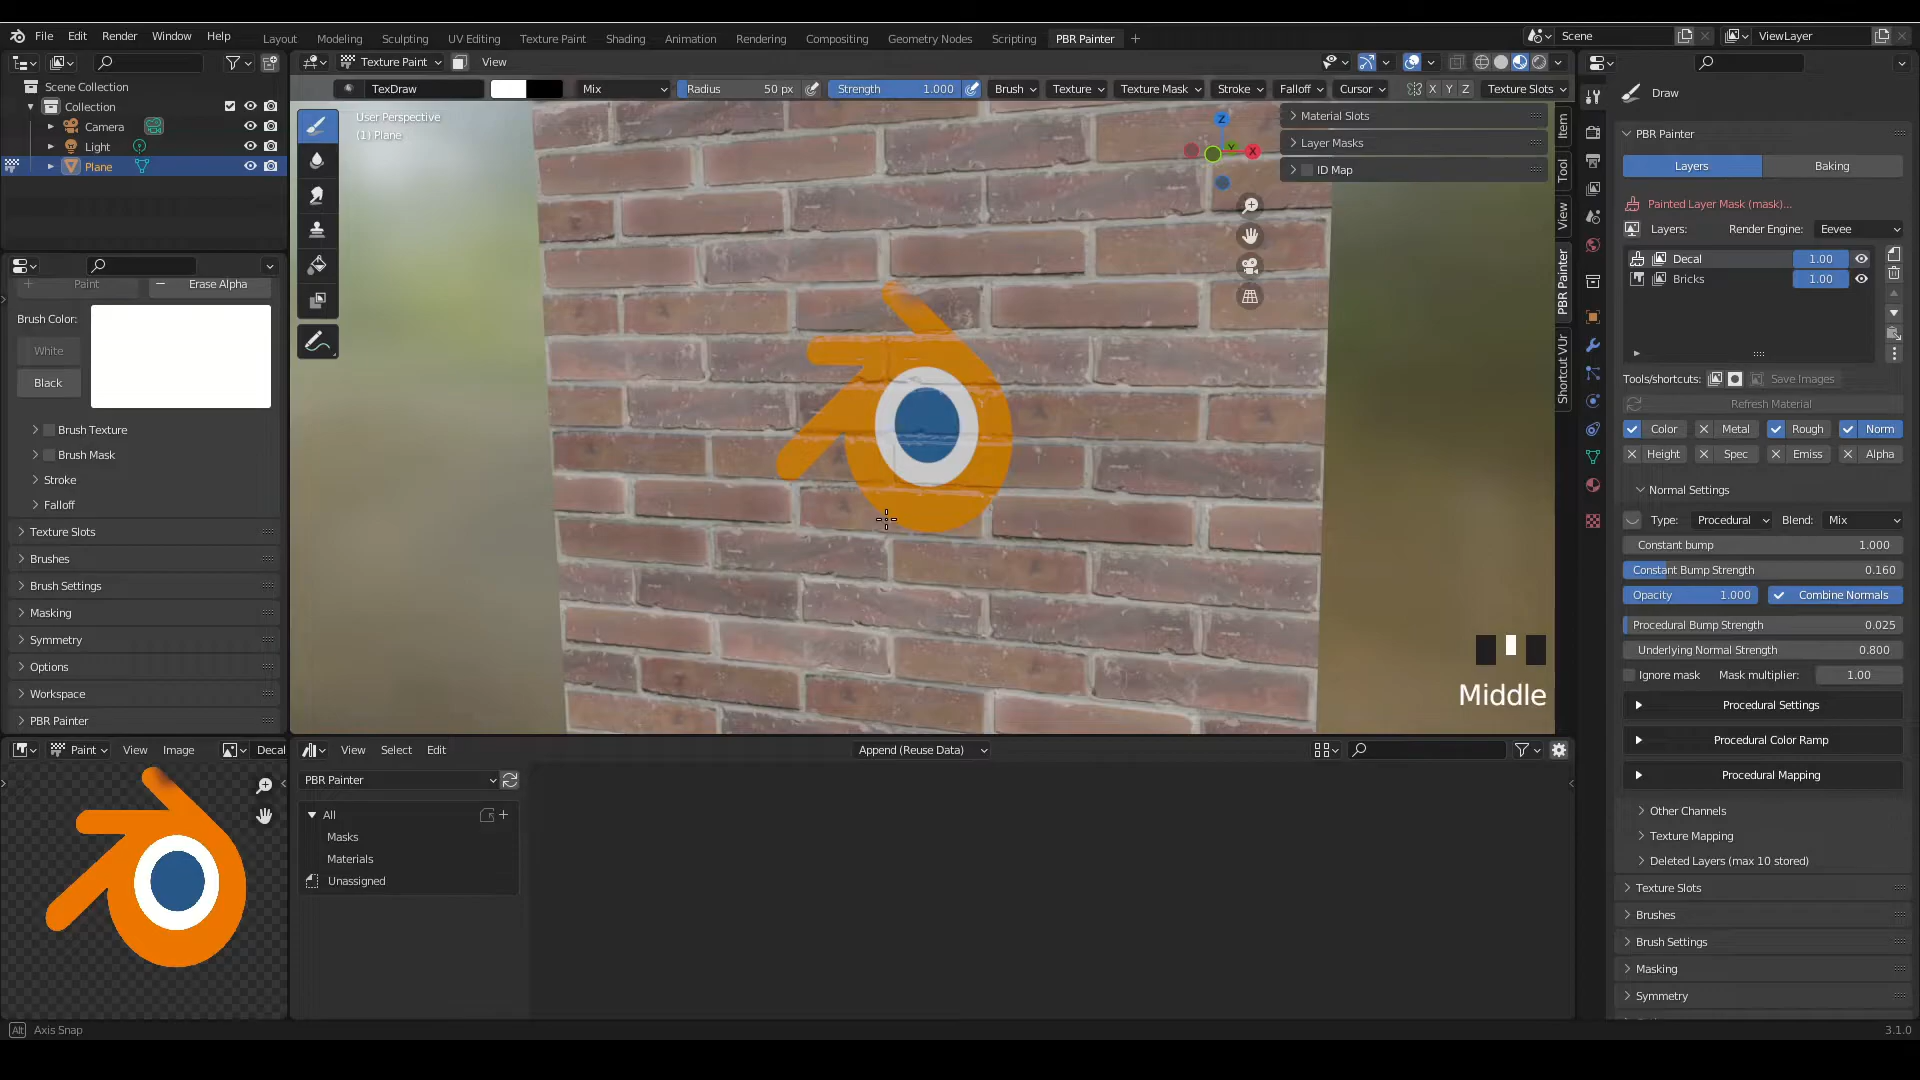 File Edit Render Window Help Layout Modeling Sculpting UV Editing Texture Paint Shading Animation Rendering Compositing Geometry Nodes Scripting PBR Painter + Scene ViewLayer
Texture Paint View
Scene Collection
Collection
Camera
Light
Plane
TexDraw Mix Radius 50 px Strength 1.000 Brush Texture Texture Mask Stroke Falloff Cursor X Y Z Texture Slots
User Perspective
(1) Plane
Z
Y
X
Material Slots
Layer Masks
ID Map
Item
Tool
View
PBR Painter
Shortcut VUr
Middle
Paint Erase Alpha
Brush Color:
White
Black
Brush Texture
Brush Mask
Stroke
Falloff
Texture Slots
Brushes
Brush Settings
Masking
Symmetry
Options
Workspace
PBR Painter
Paint View Image Decal
View Select Edit Append (Reuse Data)
PBR Painter
All
Masks
Materials
Unassigned
Draw
PBR Painter
Layers Baking
Painted Layer Mask (mask)...
Layers: Render Engine: Eevee
Decal 1.00
Bricks 1.00
Tools/shortcuts: Save Images
Refresh Material
Color Metal Rough Norm
Height Spec Emiss Alpha
Normal Settings
Type: Procedural Blend: Mix
Constant bump 1.000
Constant Bump Strength 0.160
Opacity 1.000 Combine Normals
Procedural Bump Strength 0.025
Underlying Normal Strength 0.800
Ignore mask Mask multiplier: 1.00
Procedural Settings
Procedural Color Ramp
Procedural Mapping
Other Channels
Texture Mapping
Deleted Layers (max 10 stored)
Texture Slots
Brushes
Brush Settings
Masking
Symmetry
Alt Axis Snap
3.1.0